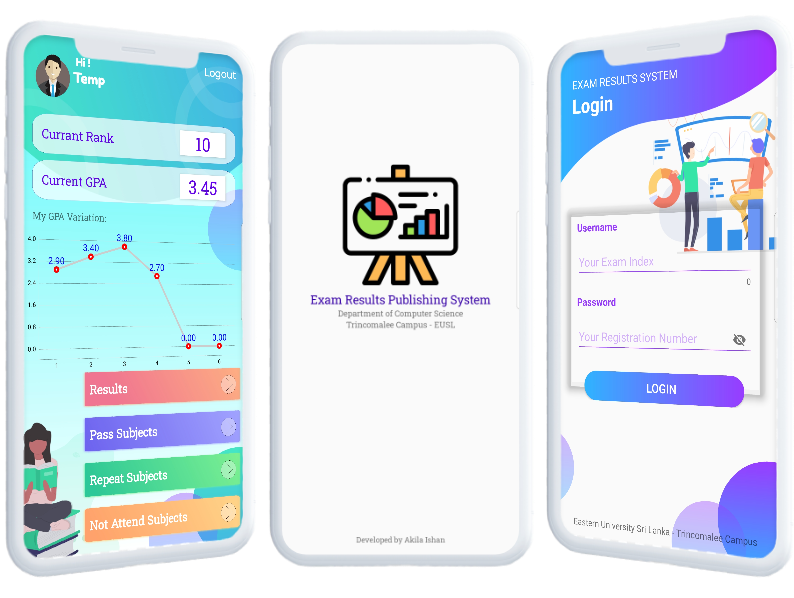 Hi !
Temp
Logout
Currant Rank
10
Current GPA
3.45
My GPA Variation:
4.0
3.2
2.4
1.6
0.8
0.0
2.90
3.40
3.80
2.70
0.00
0.00
1 2 3 4 5 6
Results
Pass Subjects
Repeat Subjects
Not Attend Subjects
Exam Results Publishing System
Department of Computer Science
Trincomalee Campus - EUSL
Developed by Akila Ishan
EXAM RESULTS SYSTEM
Login
Username
Your Exam Index
0
Password
Your Registration Number
LOGIN
Eastern University Sri Lanka - Trincomalee Campus